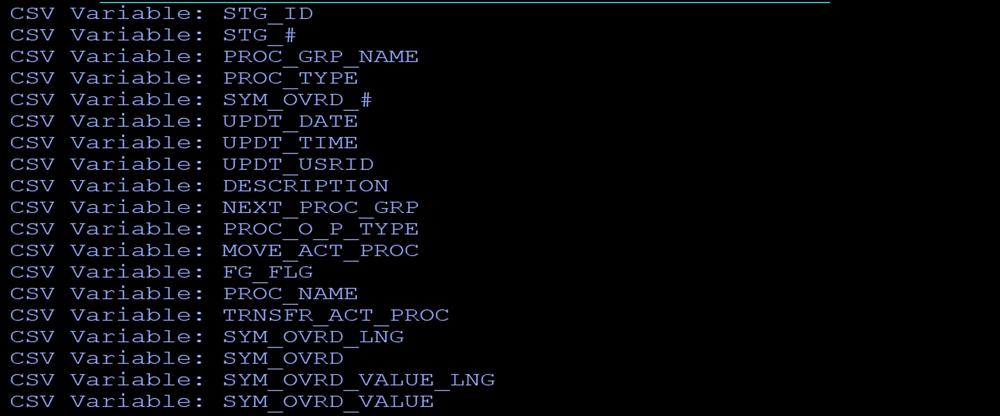 CSV Variable: STG_ID
CSV Variable: STG_#
CSV Variable: PROC_GRP_NAME
CSV Variable: PROC_TYPE
CSV Variable: SYM_OVRD_#
CSV Variable: UPDT_DATE
CSV Variable: UPDT_TIME
CSV Variable: UPDT_USRID
CSV Variable: DESCRIPTION
CSV Variable: NEXT_PROC_GRP
CSV Variable: PROC_O_P_TYPE
CSV Variable: MOVE_ACT_PROC
CSV Variable: FG_FLG
CSV Variable: PROC_NAME
CSV Variable: TRNSFR_ACT_PROC
CSV Variable: SYM_OVRD_LNG
CSV Variable: SYM_OVRD
CSV Variable: SYM_OVRD_VALUE_LNG
CSV Variable: SYM_OVRD_VALUE